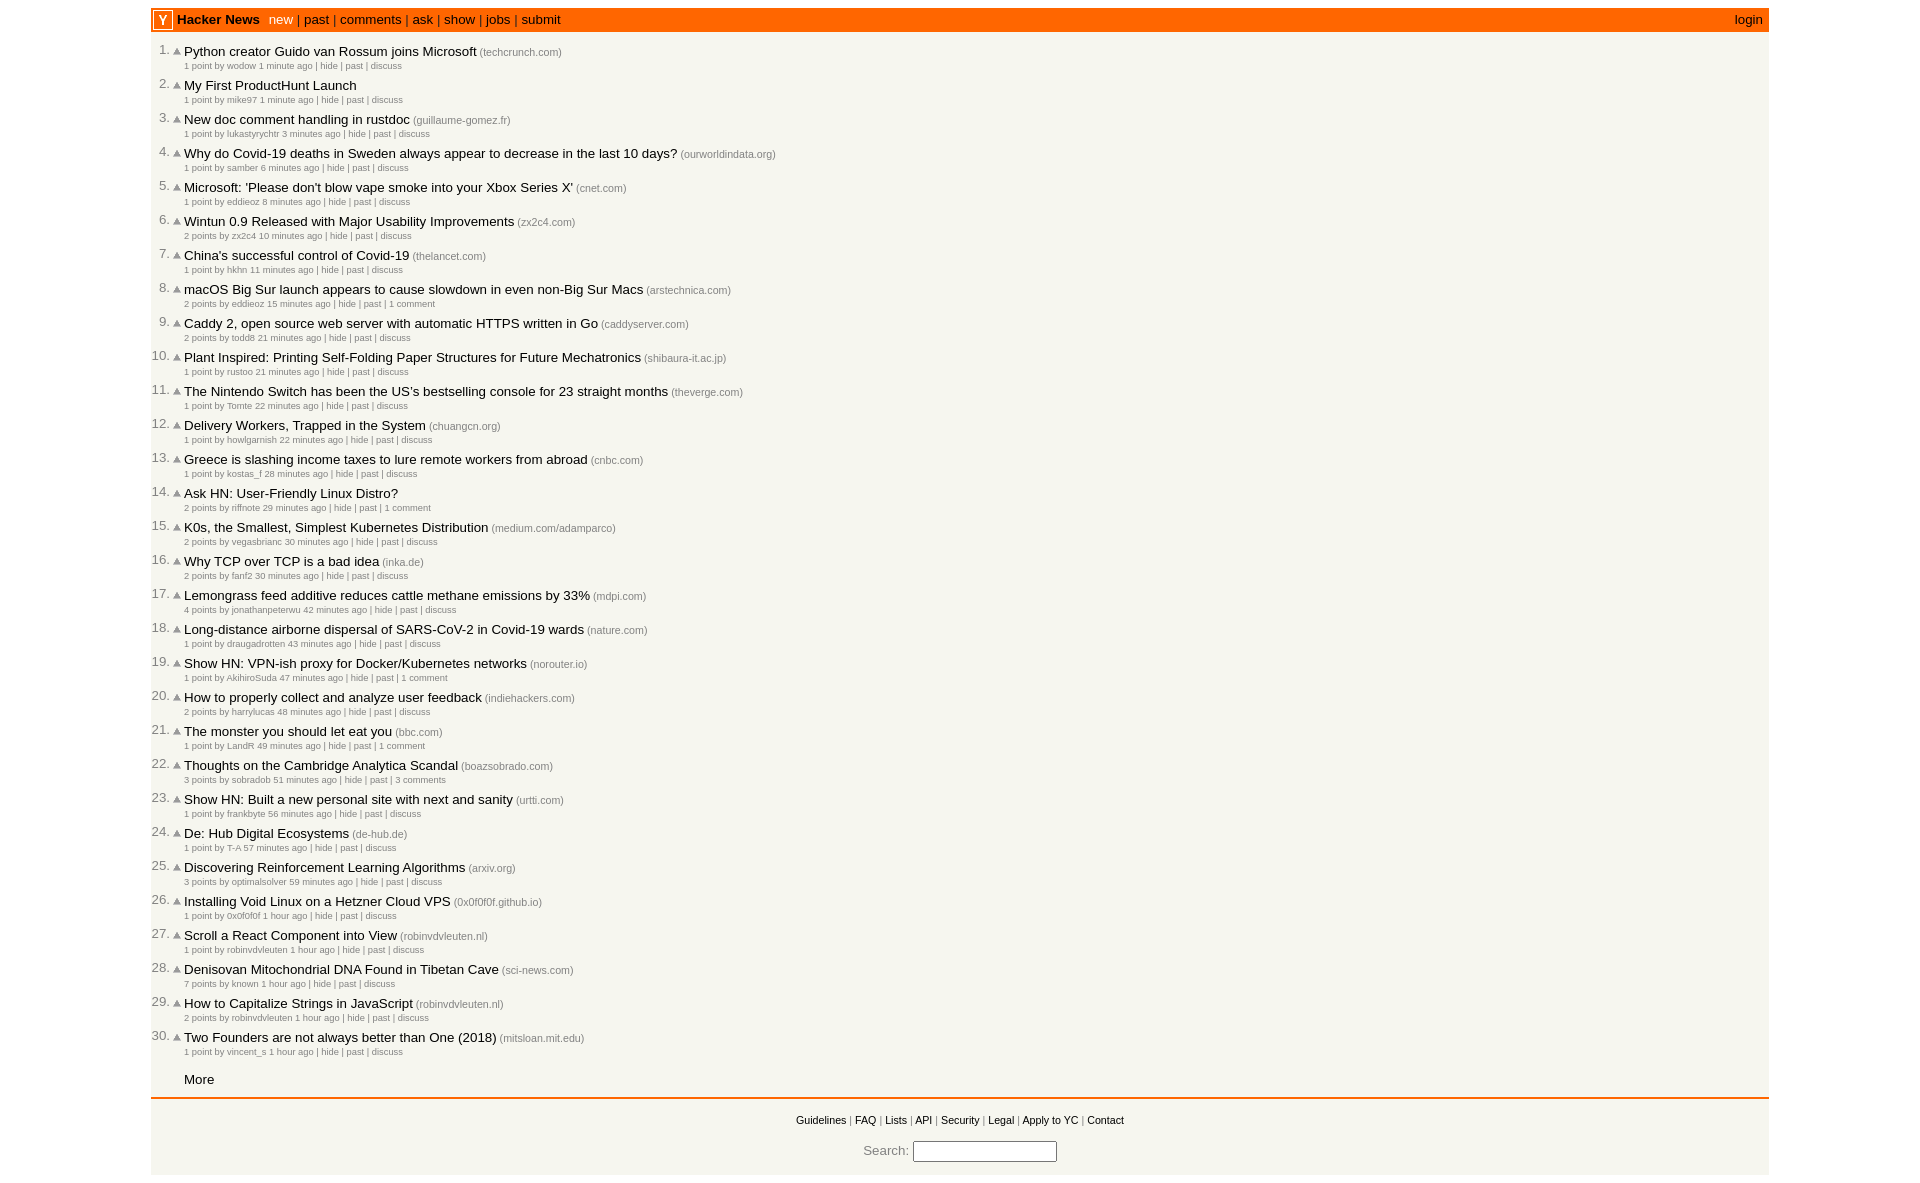 Y Hacker News new | past | comments | ask | show | jobs | submit login
1. Python creator Guido van Rossum joins Microsoft (techcrunch.com)
1 point by wodow 1 minute ago | hide | past | discuss
2. My First ProductHunt Launch
1 point by mike97 1 minute ago | hide | past | discuss
3. New doc comment handling in rustdoc (guillaume-gomez.fr)
1 point by lukastyrychtr 3 minutes ago | hide | past | discuss
4. Why do Covid-19 deaths in Sweden always appear to decrease in the last 10 days? (ourworldindata.org)
1 point by samber 6 minutes ago | hide | past | discuss
5. Microsoft: 'Please don't blow vape smoke into your Xbox Series X' (cnet.com)
1 point by eddieoz 8 minutes ago | hide | past | discuss
6. Wintun 0.9 Released with Major Usability Improvements (zx2c4.com)
2 points by zx2c4 10 minutes ago | hide | past | discuss
7. China's successful control of Covid-19 (thelancet.com)
1 point by hkhn 11 minutes ago | hide | past | discuss
8. macOS Big Sur launch appears to cause slowdown in even non-Big Sur Macs (arstechnica.com)
2 points by eddieoz 15 minutes ago | hide | past | 1 comment
9. Caddy 2, open source web server with automatic HTTPS written in Go (caddyserver.com)
2 points by todd8 21 minutes ago | hide | past | discuss
10. Plant Inspired: Printing Self-Folding Paper Structures for Future Mechatronics (shibaura-it.ac.jp)
1 point by rustoo 21 minutes ago | hide | past | discuss
11. The Nintendo Switch has been the US’s bestselling console for 23 straight months (theverge.com)
1 point by Tomte 22 minutes ago | hide | past | discuss
12. Delivery Workers, Trapped in the System (chuangcn.org)
1 point by howlgarnish 22 minutes ago | hide | past | discuss
13. Greece is slashing income taxes to lure remote workers from abroad (cnbc.com)
1 point by kostas_f 28 minutes ago | hide | past | discuss
14. Ask HN: User-Friendly Linux Distro?
2 points by riffnote 29 minutes ago | hide | past | 1 comment
15. K0s, the Smallest, Simplest Kubernetes Distribution (medium.com/adamparco)
2 points by vegasbrianc 30 minutes ago | hide | past | discuss
16. Why TCP over TCP is a bad idea (inka.de)
2 points by fanf2 30 minutes ago | hide | past | discuss
17. Lemongrass feed additive reduces cattle methane emissions by 33% (mdpi.com)
4 points by jonathanpeterwu 42 minutes ago | hide | past | discuss
18. Long-distance airborne dispersal of SARS-CoV-2 in Covid-19 wards (nature.com)
1 point by draugadrotten 43 minutes ago | hide | past | discuss
19. Show HN: VPN-ish proxy for Docker/Kubernetes networks (norouter.io)
1 point by AkihiroSuda 47 minutes ago | hide | past | 1 comment
20. How to properly collect and analyze user feedback (indiehackers.com)
2 points by harrylucas 48 minutes ago | hide | past | discuss
21. The monster you should let eat you (bbc.com)
1 point by LandR 49 minutes ago | hide | past | 1 comment
22. Thoughts on the Cambridge Analytica Scandal (boazsobrado.com)
3 points by sobradob 51 minutes ago | hide | past | 3 comments
23. Show HN: Built a new personal site with next and sanity (urtti.com)
1 point by frankbyte 56 minutes ago | hide | past | discuss
24. De: Hub Digital Ecosystems (de-hub.de)
1 point by T-A 57 minutes ago | hide | past | discuss
25. Discovering Reinforcement Learning Algorithms (arxiv.org)
3 points by optimalsolver 59 minutes ago | hide | past | discuss
26. Installing Void Linux on a Hetzner Cloud VPS (0x0f0f0f.github.io)
1 point by 0x0f0f0f 1 hour ago | hide | past | discuss
27. Scroll a React Component into View (robinvdvleuten.nl)
1 point by robinvdvleuten 1 hour ago | hide | past | discuss
28. Denisovan Mitochondrial DNA Found in Tibetan Cave (sci-news.com)
7 points by known 1 hour ago | hide | past | discuss
29. How to Capitalize Strings in JavaScript (robinvdvleuten.nl)
2 points by robinvdvleuten 1 hour ago | hide | past | discuss
30. Two Founders are not always better than One (2018) (mitsloan.mit.edu)
1 point by vincent_s 1 hour ago | hide | past | discuss
More
Guidelines | FAQ | Lists | API | Security | Legal | Apply to YC | Contact
Search: